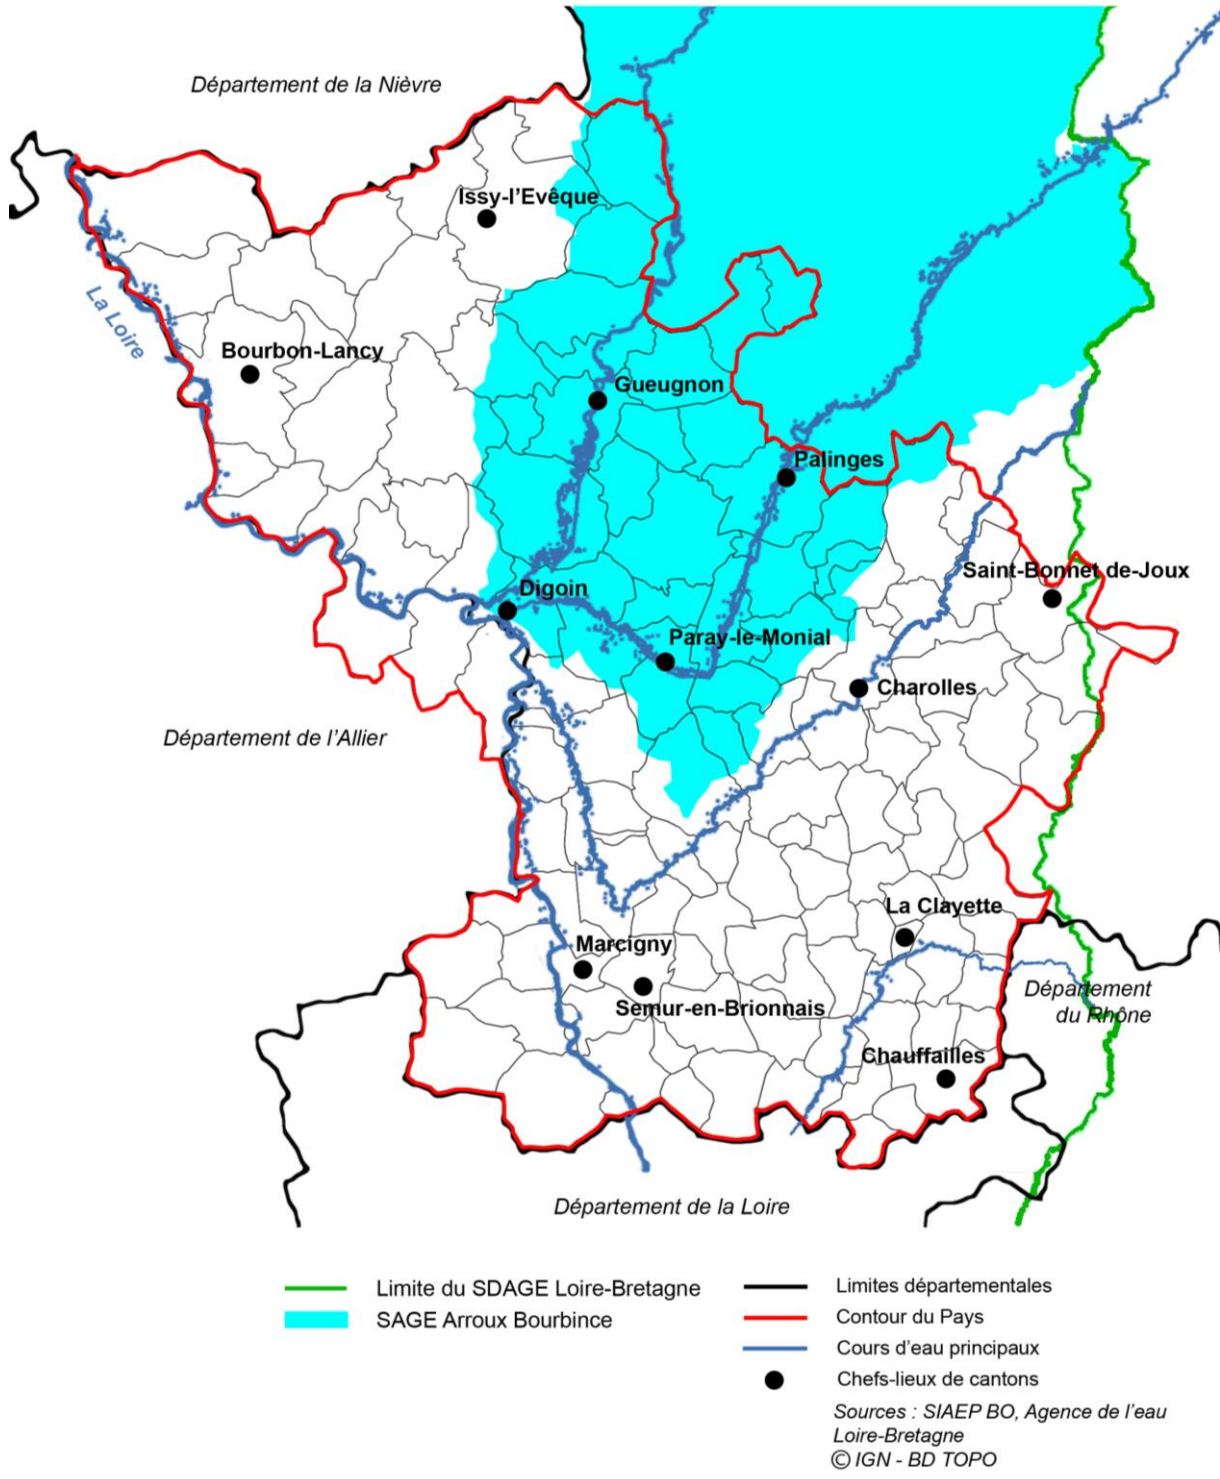 Département de la Nièvre
Issy-l'Evêque
La Loire
Bourbon-Lancy
Gueugnon
Palinges
Saint-Bonnet de-Joux
Digoin
Paray-le-Monial
Charolles
Département de l'Allier
La Clayette
Marcigny
Semur-en-Brionnais
Département
du Rhône
Chauffailles
Département de la Loire
Limite du SDAGE Loire-Bretagne
SAGE Arroux Bourbince
Limites départementales
Contour du Pays
Cours d'eau principaux
Chefs-lieux de cantons
Sources : SIAEP BO, Agence de l'eau
Loire-Bretagne
© IGN - BD TOPO